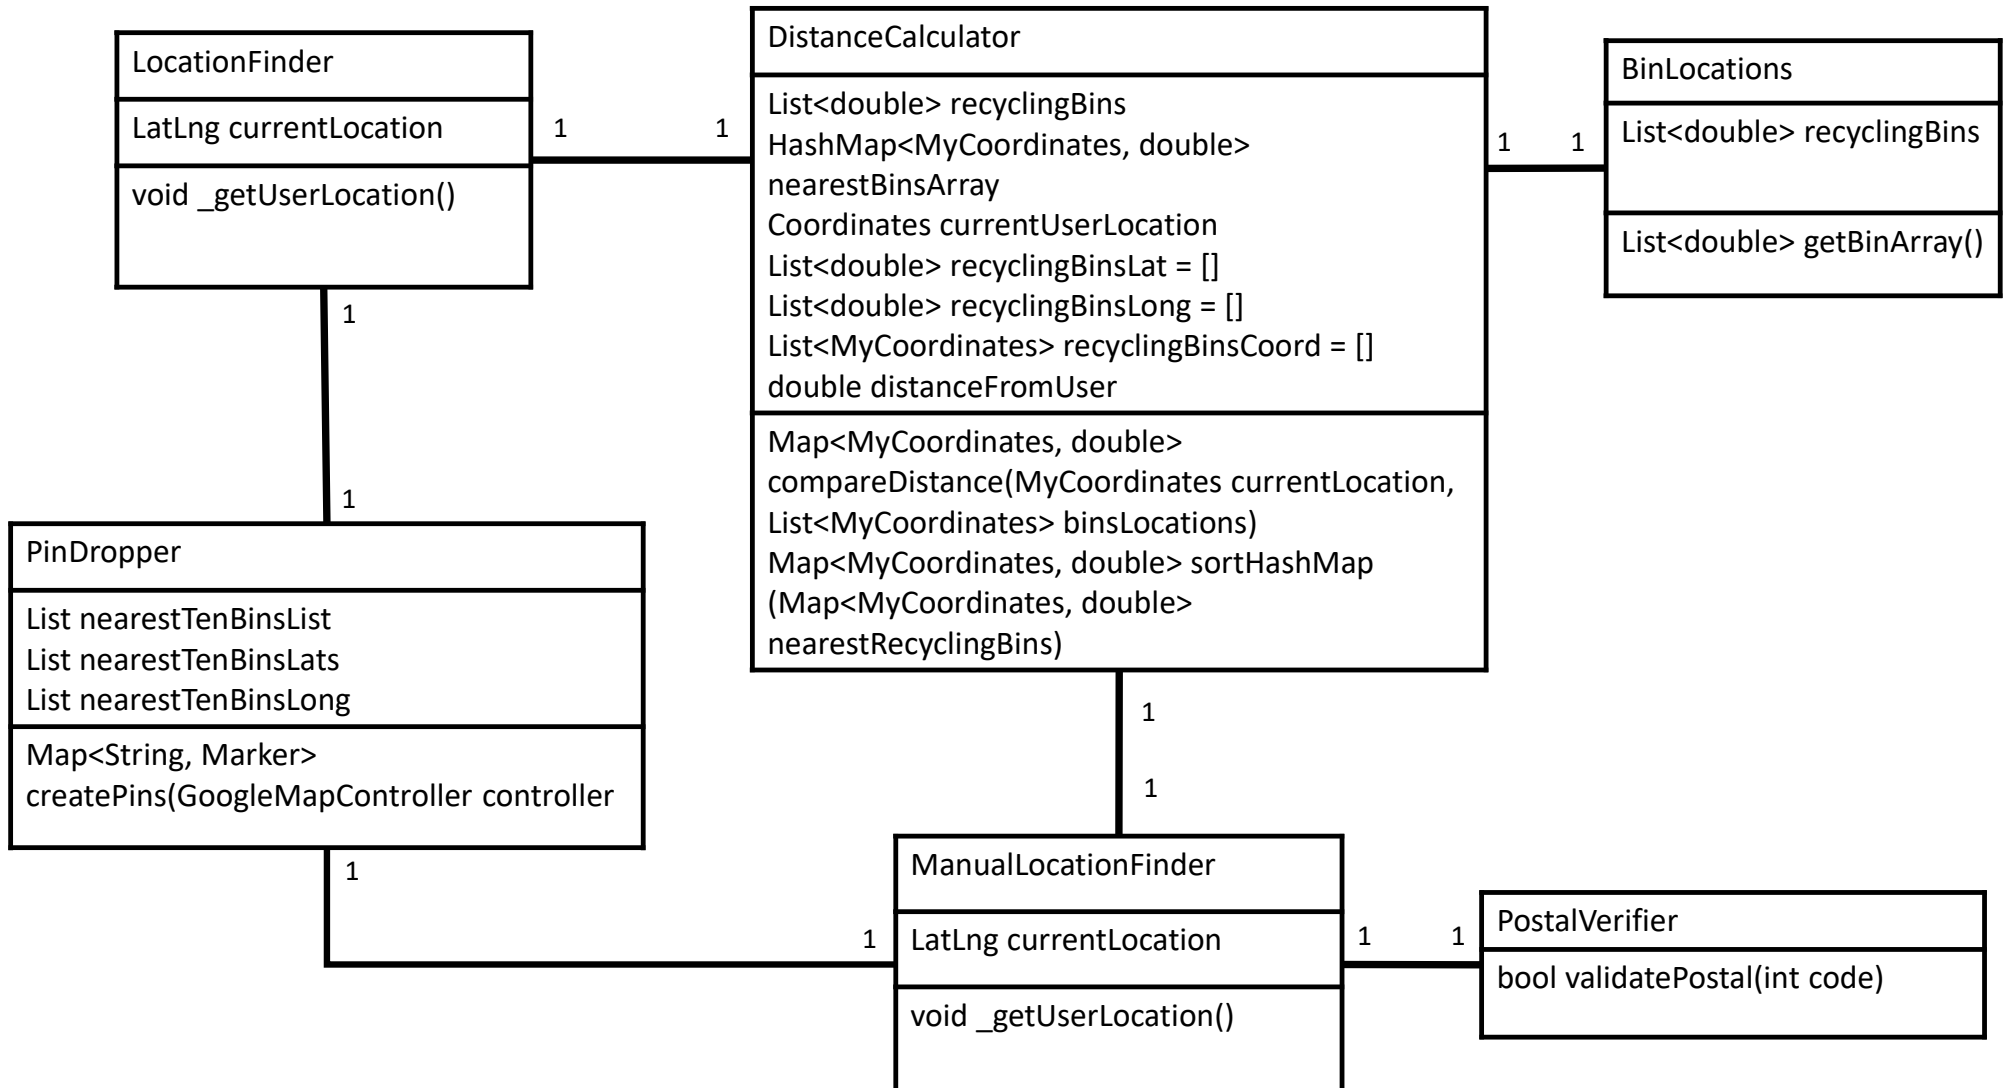 LocationFinder
LatLng currentLocation
void _getUserLocation()
1
1
DistanceCalculator
List<double> recyclingBins
HashMap<MyCoordinates, double>
nearestBinsArray
Coordinates currentUserLocation
List<double> recyclingBinsLat = []
List<double> recyclingBinsLong = []
List<MyCoordinates> recyclingBinsCoord = []
double distanceFromUser
Map<MyCoordinates, double>
compareDistance(MyCoordinates currentLocation,
List<MyCoordinates> binsLocations)
Map<MyCoordinates, double> sortHashMap
(Map<MyCoordinates, double>
nearestRecyclingBins)
1
1
BinLocations
List<double> recyclingBins
List<double> getBinArray()
1
1
PinDropper
List nearestTenBinsList
List nearestTenBinsLats
List nearestTenBinsLong
Map<String, Marker>
createPins(GoogleMapController controller
1
1
1
1
ManualLocationFinder
LatLng currentLocation
void _getUserLocation()
1
1
PostalVerifier
bool validatePostal(int code)